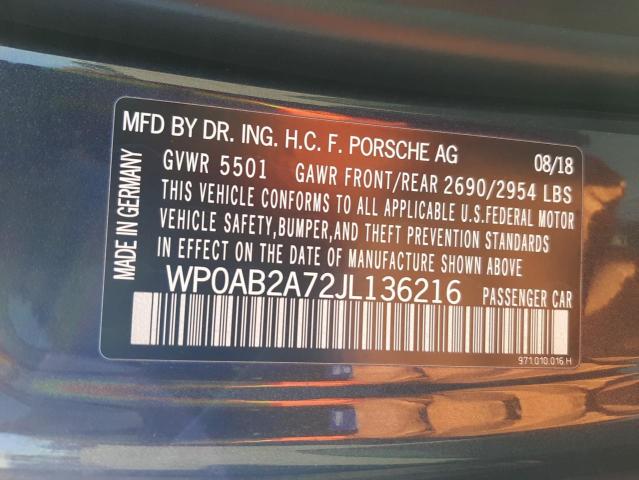 MFD BY DR. ING. H.C. F. PORSCHE AG 08/18
GVWR 5501 GAWR FRONT/REAR 2690/2954 LBS
THIS VEHICLE CONFORMS TO ALL APPLICABLE U.S.FEDERAL MOTOR
VEHICLE SAFETY,BUMPER,AND THEFT PREVENTION STANDARDS
IN EFFECT ON THE DATE OF MANUFACTURE SHOWN ABOVE.
WP0AB2A72JL136216 PASSENGER CAR
971.010.016.H
MADE IN GERMANY